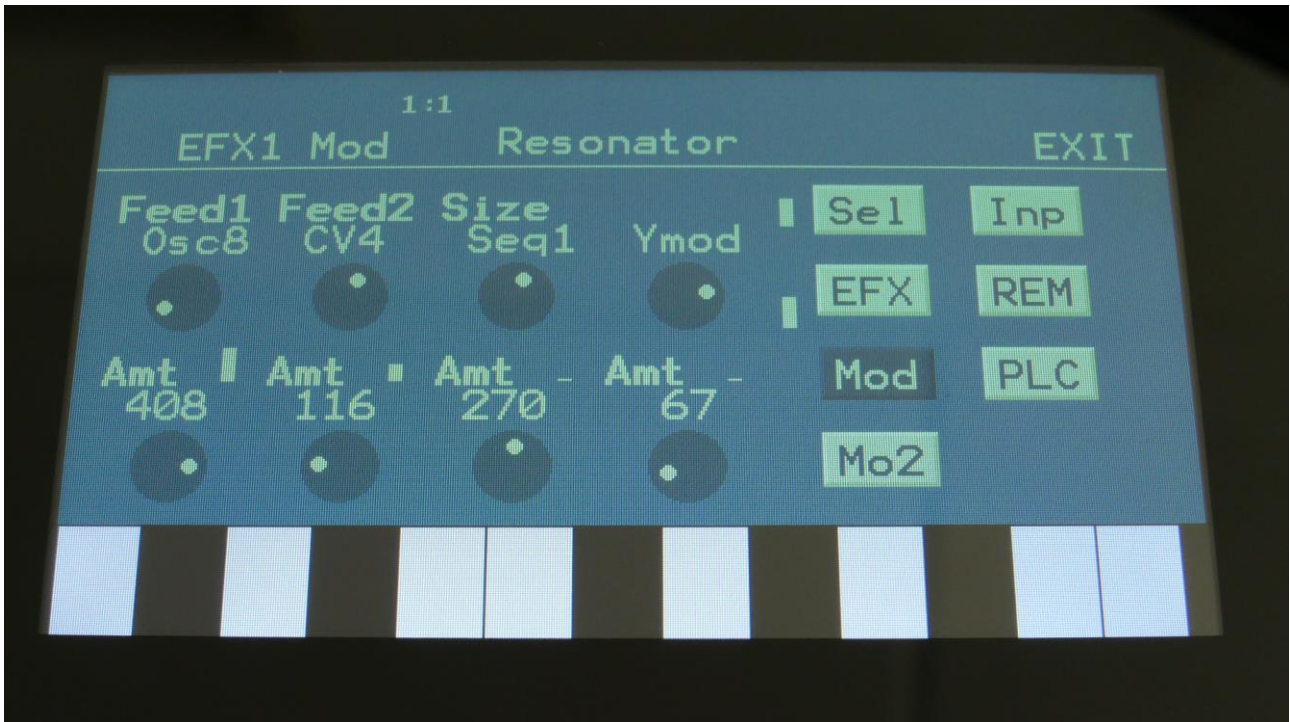 1:1
EFX1 Mod Resonator EXIT
Feed1 Feed2 Size Sel Inp
Osc8 CV4 Seq1 Ymod
EFX REM
Amt Amt Amt Amt Mod PLC
408 116 270 67
Mo2